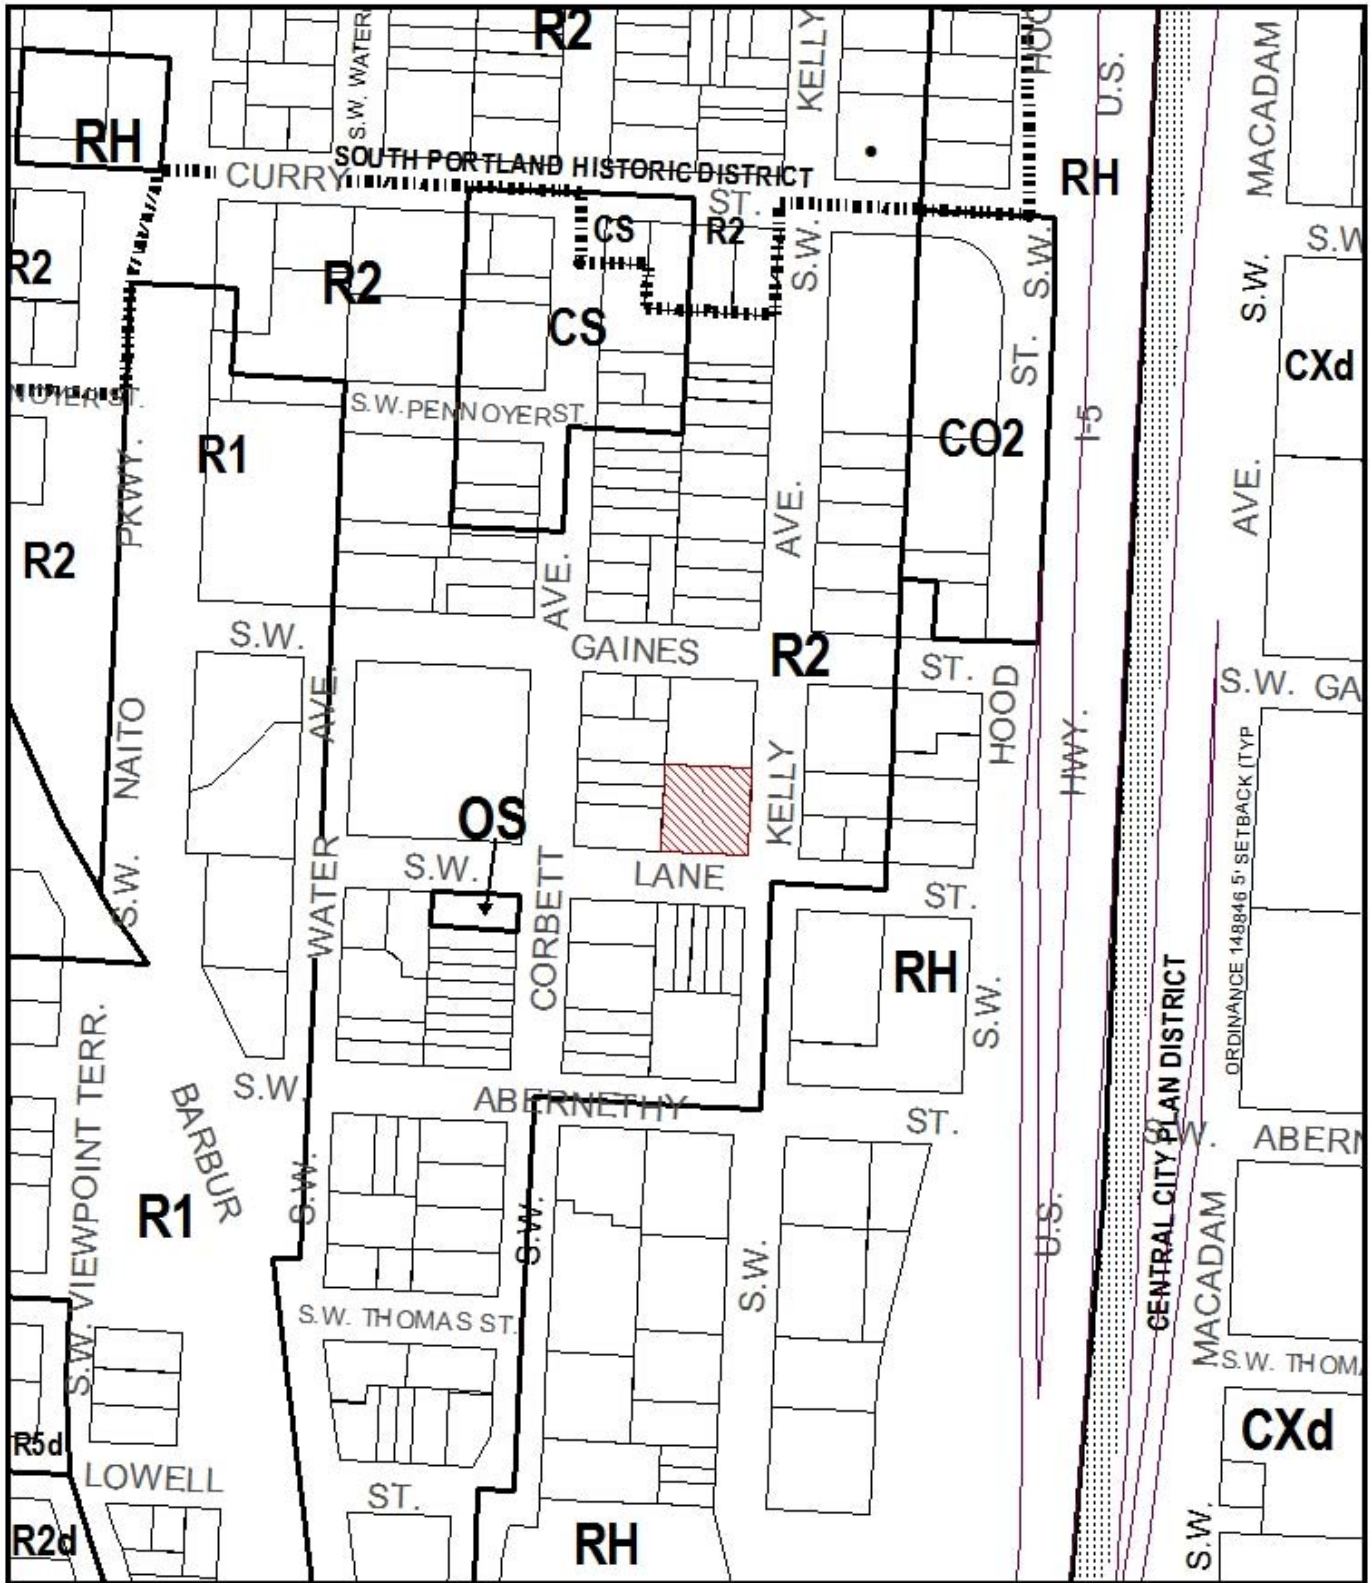 R2
S.W. WATER
KELLY
U.S.
MACADAM
RH
SOUTH PORTLAND HISTORIC DISTRICT
CURRY
ST.
RH
CS
R2
S.W.
S.W.
S.W.
S.W.
R2
R2
CS
ST.
CXd
S.W. PENNOYER ST.
NOYER ST.
R1
CO2
I-5
PKWY.
AVE.
AVE.
R2
AVE.
S.W.
GAINES
R2
ST.
S.W. GA
AVE.
HOOD
NAITO
KELLY
HWY.
OS
ORDINANCE 148846 5' SETBACK (TYP
S.W.
LANE
ST.
S.W.
WATER
CORBETT
RH
S.W.
CENTRAL CITY PLAN DISTRICT
S.W. VIEWPOINT TERR.
S.W.
BARBUR
ABERNETHY
ST.
S.W.
ABERN
R1
S.W.
S.W.
S.W.
U.S.
MACADAM
S.W. THOMAS ST.
S.W. THOMA
R5d
LOWELL
ST.
CXd
R2d
RH
S.W.